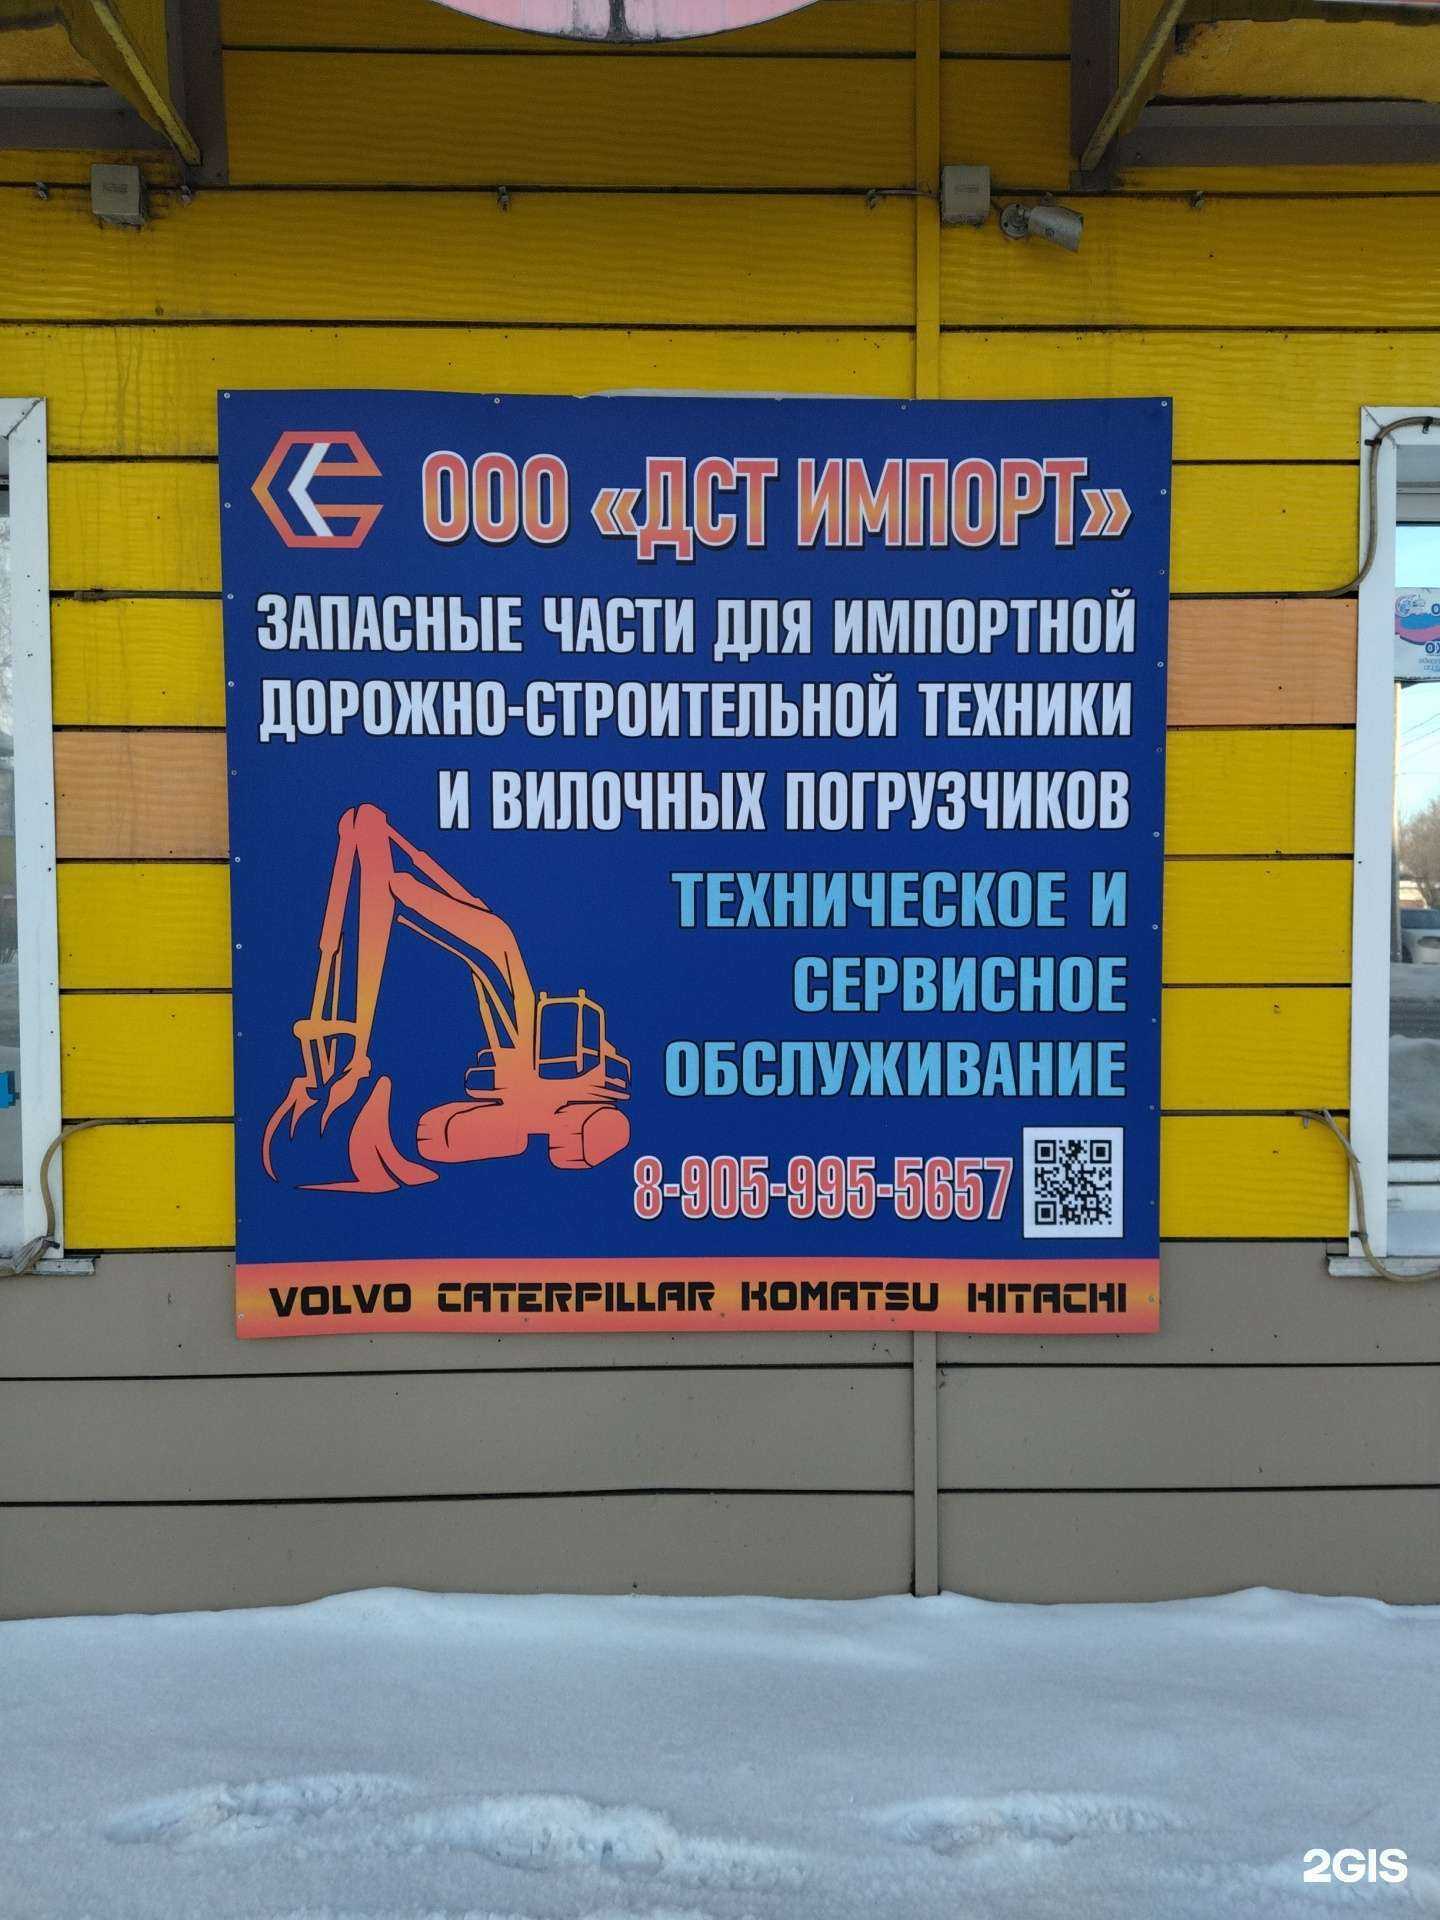 ООО «ДСТ ИМПОРТ»
ЗАПАСНЫЕ ЧАСТИ ДЛЯ ИМПОРТНОЙ
ДОРОЖНО-СТРОИТЕЛЬНОЙ ТЕХНИКИ
И ВИЛОЧНЫХ ПОГРУЗЧИКОВ
ТЕХНИЧЕСКОЕ И
СЕРВИСНОЕ
ОБСЛУЖИВАНИЕ
8-905-995-5657
VOLVO CATERPILLAR KOMATSU HITACHI
2GIS